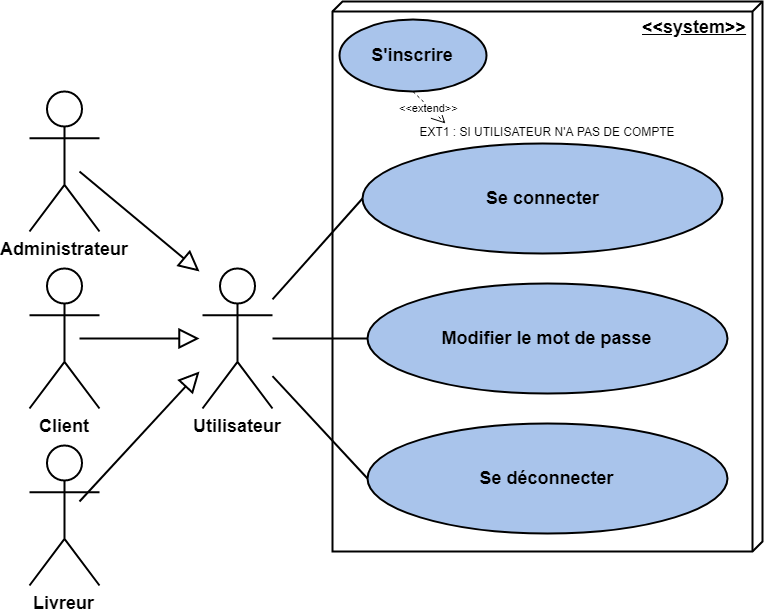 <<system>>
S'inscrire
<<extend>>
EXT1 : SI UTILISATEUR N'A PAS DE COMPTE
Se connecter
Administrateur
Modifier le mot de passe
Client
Utilisateur
Se déconnecter
Livreur